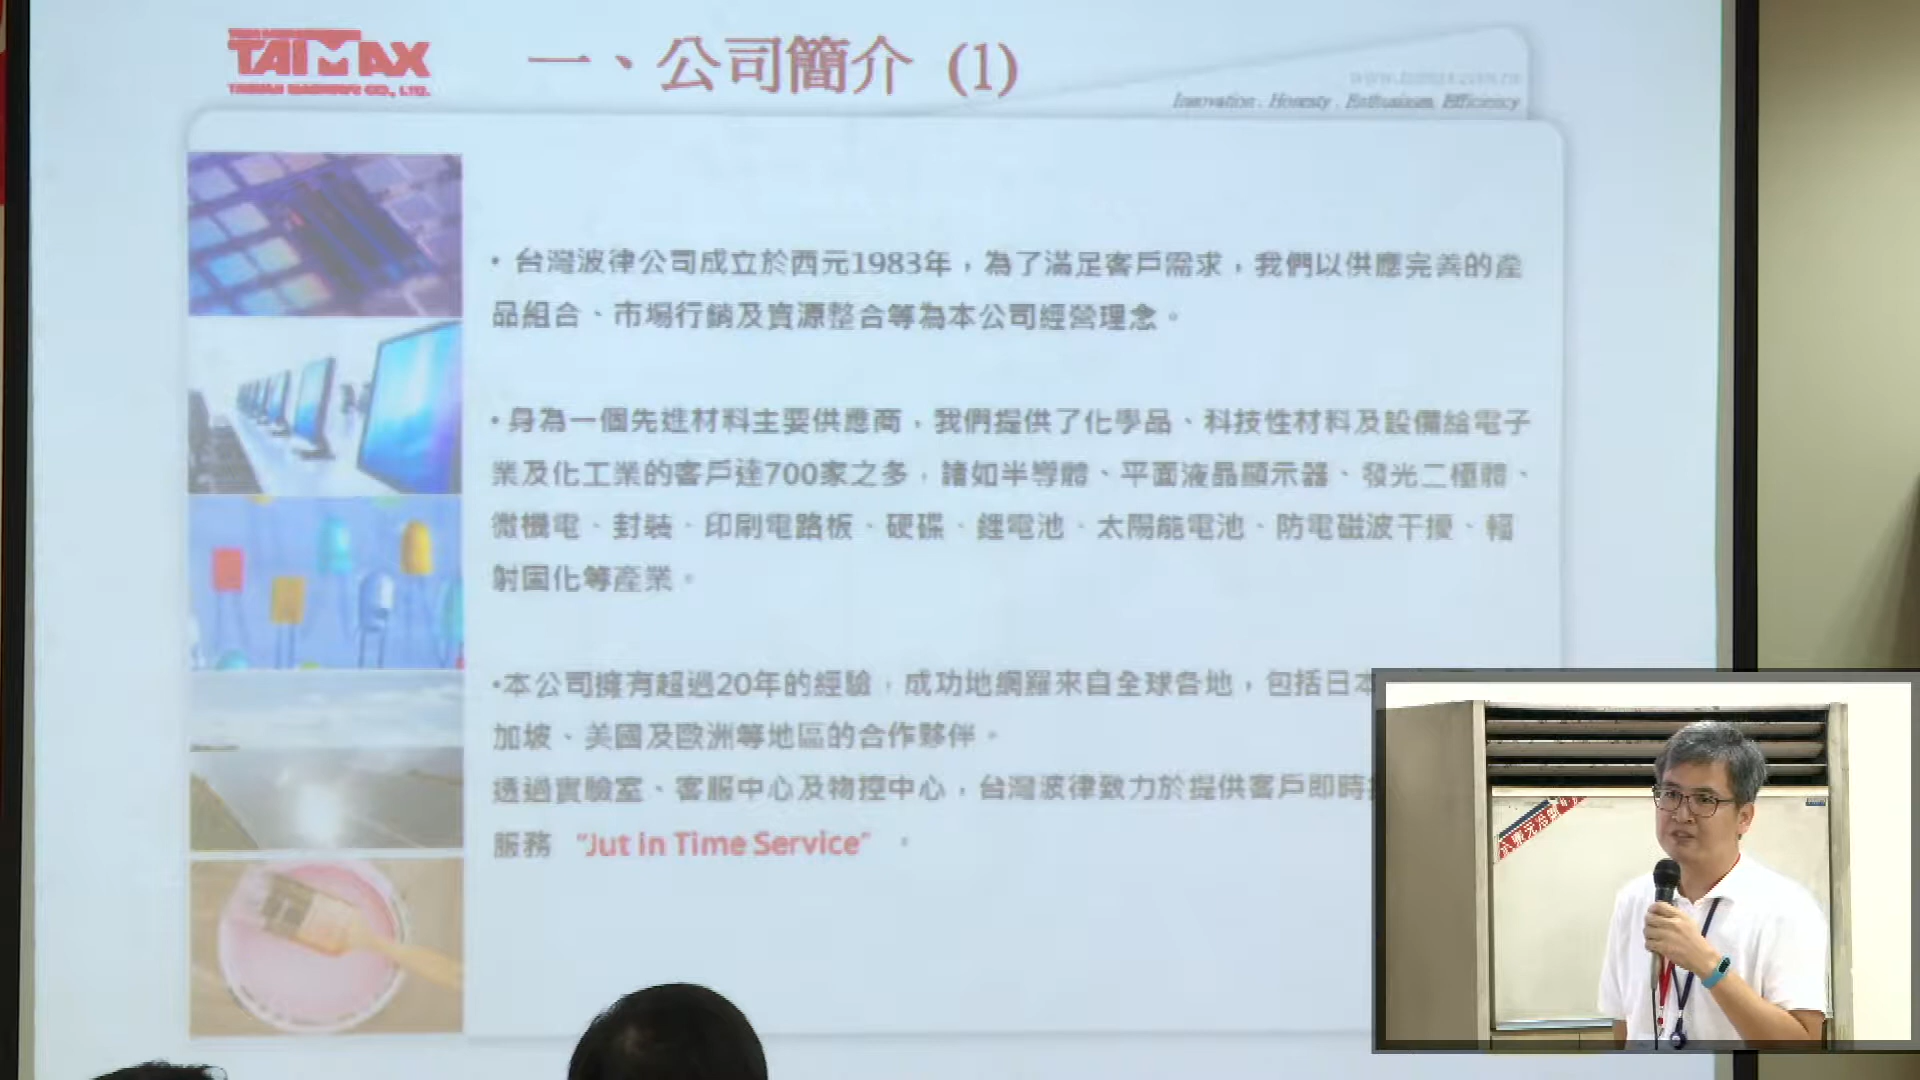 TAIMAX
TAIWAN MAXWAVE CO., LTD.
一、公司簡介 (1)
Innovation . Honesty . Enthusiasm. Efficiency
• 台灣波律公司成立於西元1983年，為了滿足客戶需求，我們以供應完善的產
品組合、市場行銷及資源整合等為本公司經營理念。
•身為一個先進材料主要供應商，我們提供了化學品、科技性材料及設備給電子
業及化工業的客戶達700家之多，諸如半導體、平面液晶顯示器、發光二極體、
微機電、封裝、印刷電路板、硬碟、鋰電池、太陽能電池、防電磁波干擾、輻
射固化等產業。
•本公司擁有超過20年的經驗，成功地網羅來自全球各地，包括日本
加坡、美國及歐洲等地區的合作夥伴。
透過實驗室、客服中心及物控中心，台灣波律致力於提供客戶即時
服務 “Jut in Time Service” 。